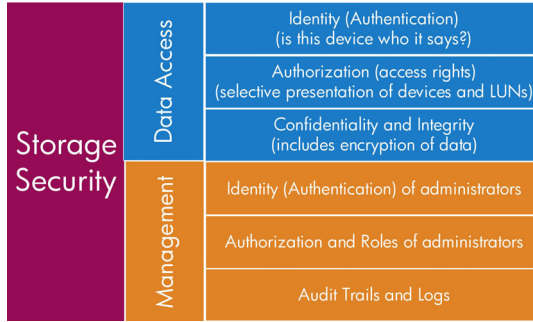 Storage
Security
Data Access
Identity (Authentication)
(is this device who it says?)
Authorization (access rights)
(selective presentation of devices and LUNs)
Confidentiality and Integrity
(includes encryption of data)
Management
Identity (Authentication) of administrators
Authorization and Roles of administrators
Audit Trails and Logs